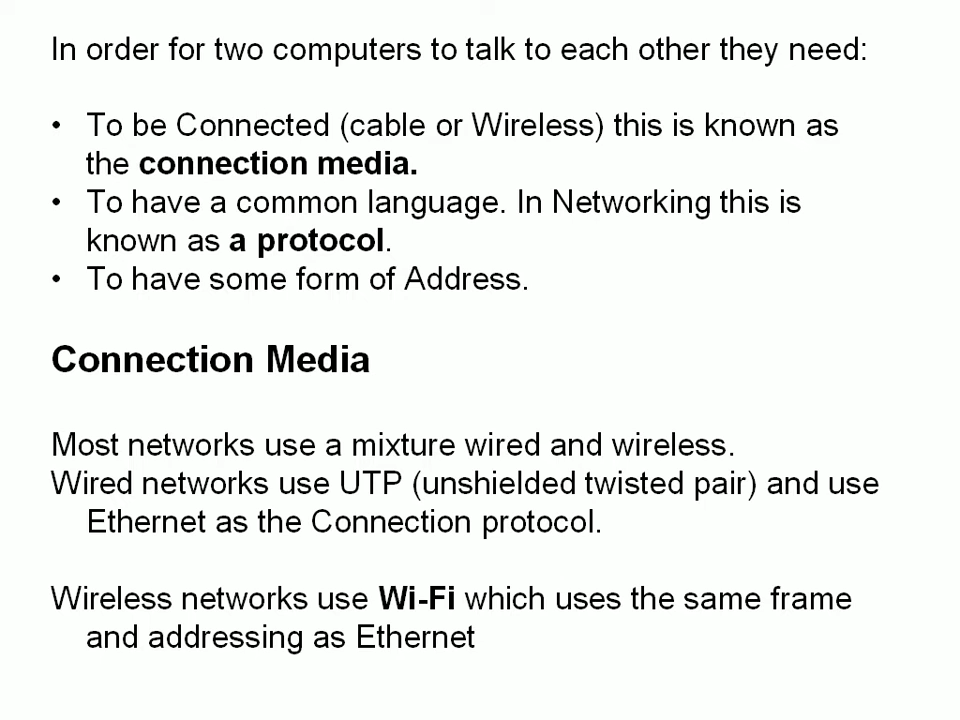 In order for two computers to talk to each other they need:
• To be Connected (cable or Wireless) this is known as
the connection media.
• To have a common language. In Networking this is
known as a protocol.
• To have some form of Address.
Connection Media
Most networks use a mixture wired and wireless.
Wired networks use UTP (unshielded twisted pair) and use
Ethernet as the Connection protocol.
Wireless networks use Wi-Fi which uses the same frame
and addressing as Ethernet